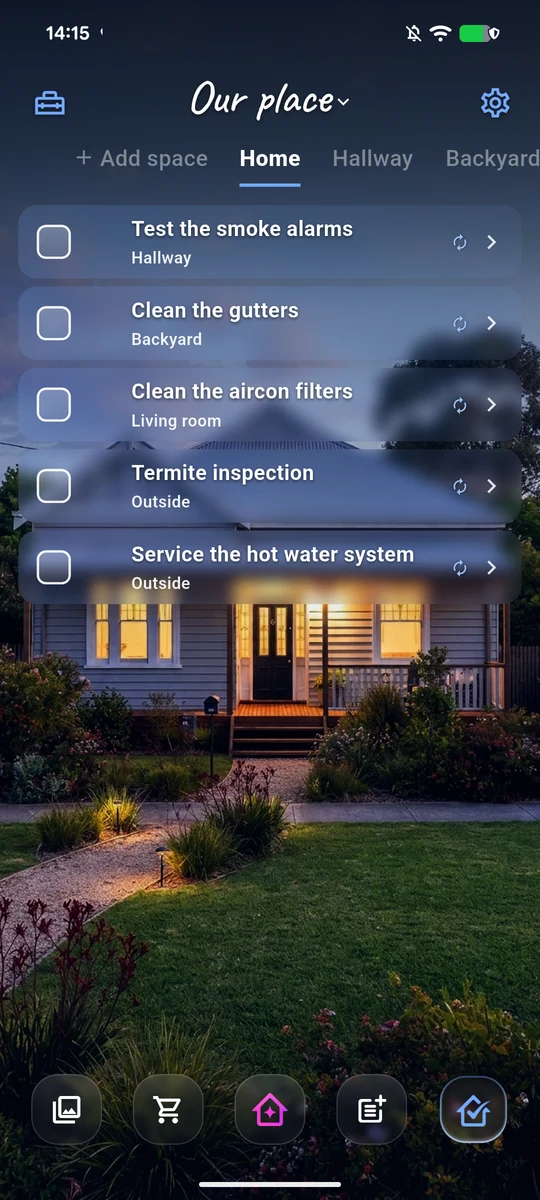 14:15
Our place
+ Add space Home Hallway Backyard
Test the smoke alarms
Hallway
Clean the gutters
Backyard
Clean the aircon filters
Living room
Termite inspection
Outside
Service the hot water system
Outside